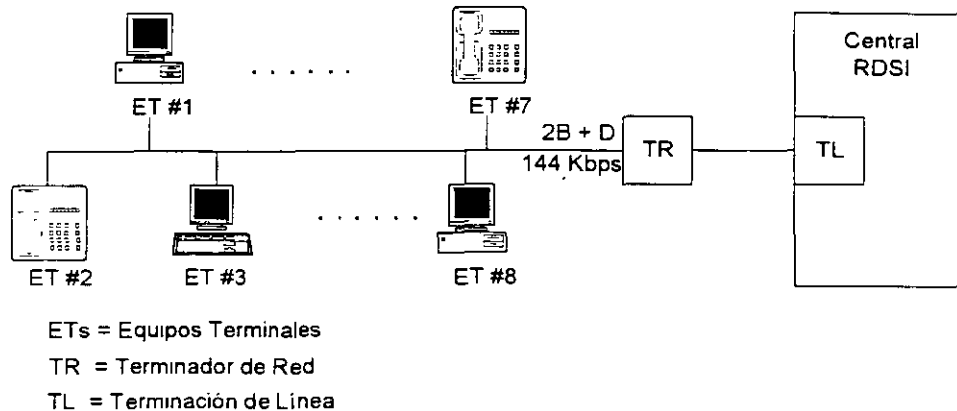 ET #1
ET #7
ET #2
ET #3
ET #8
2B + D
144 Kbps
TR
TL
Central
RDSI
ETs = Equipos Terminales
TR = Terminador de Red
TL = Terminación de Línea